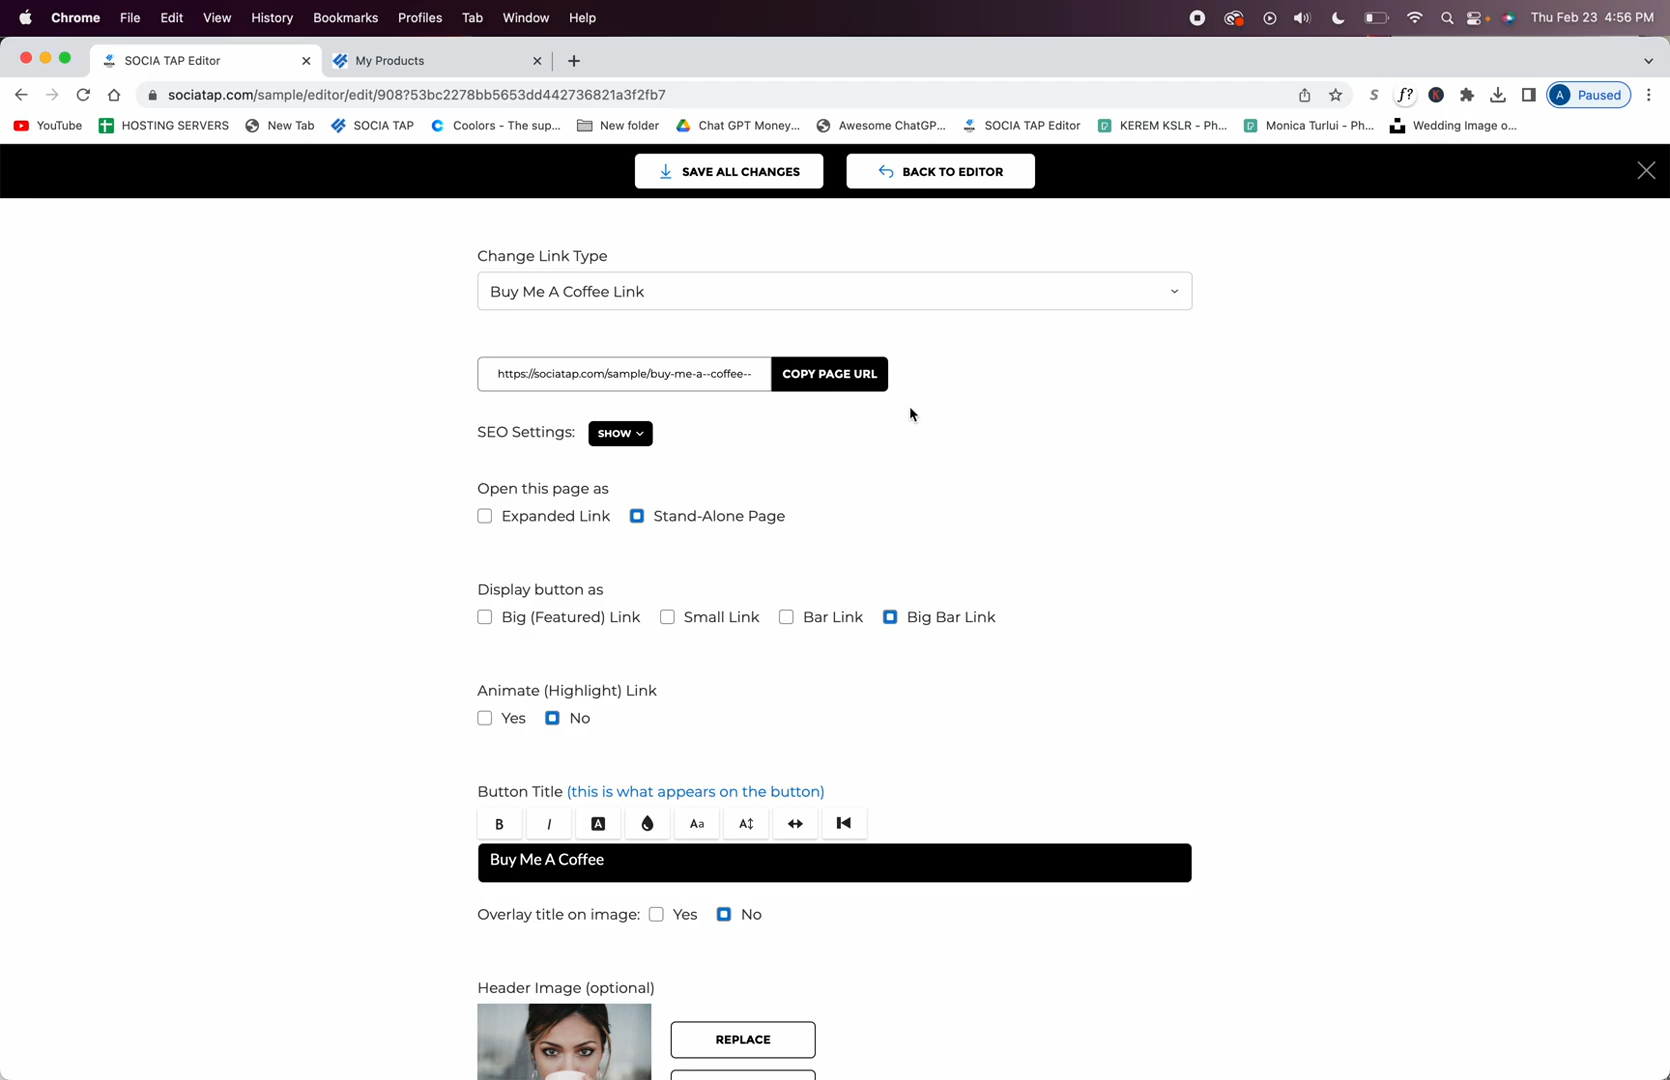 Chrome File Edit View History Bookmarks Profiles Tab Window Help Thu Feb 23 4:56 PM
SOCIA TAP Editor My Products
sociatap.com/sample/editor/edit/908?53bc2278bb5653dd442736821a3f2fb7 S f? K A Paused
YouTube HOSTING SERVERS New Tab SOCIA TAP Coolors - The sup... New folder Chat GPT Money,... Awesome ChatGP... SOCIA TAP Editor KEREM KSLR - Ph... Monica Turlui - Ph... Wedding Image o...
SAVE ALL CHANGES BACK TO EDITOR
Change Link Type
Buy Me A Coffee Link
https://sociatap.com/sample/buy-me-a--coffee-- COPY PAGE URL
SEO Settings: SHOW
Open this page as
Expanded Link Stand-Alone Page
Display button as
Big (Featured) Link Small Link Bar Link Big Bar Link
Animate (Highlight) Link
Yes No
Button Title (this is what appears on the button)
B I A Aa A
Buy Me A Coffee
Overlay title on image: Yes No
Header Image (optional)
REPLACE